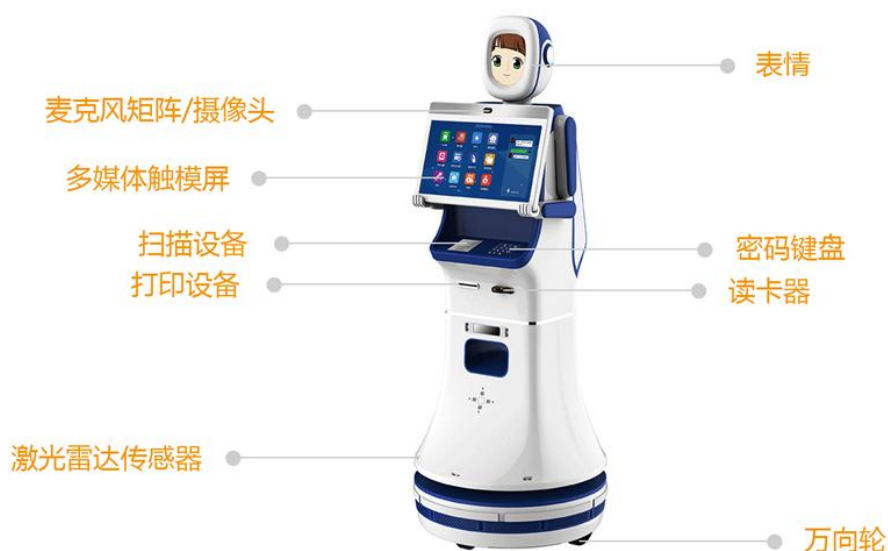 表情
麦克风矩阵/摄像头
多媒体触模屏
扫描设备
密码键盘
打印设备
读卡器
激光雷达传感器
万向轮